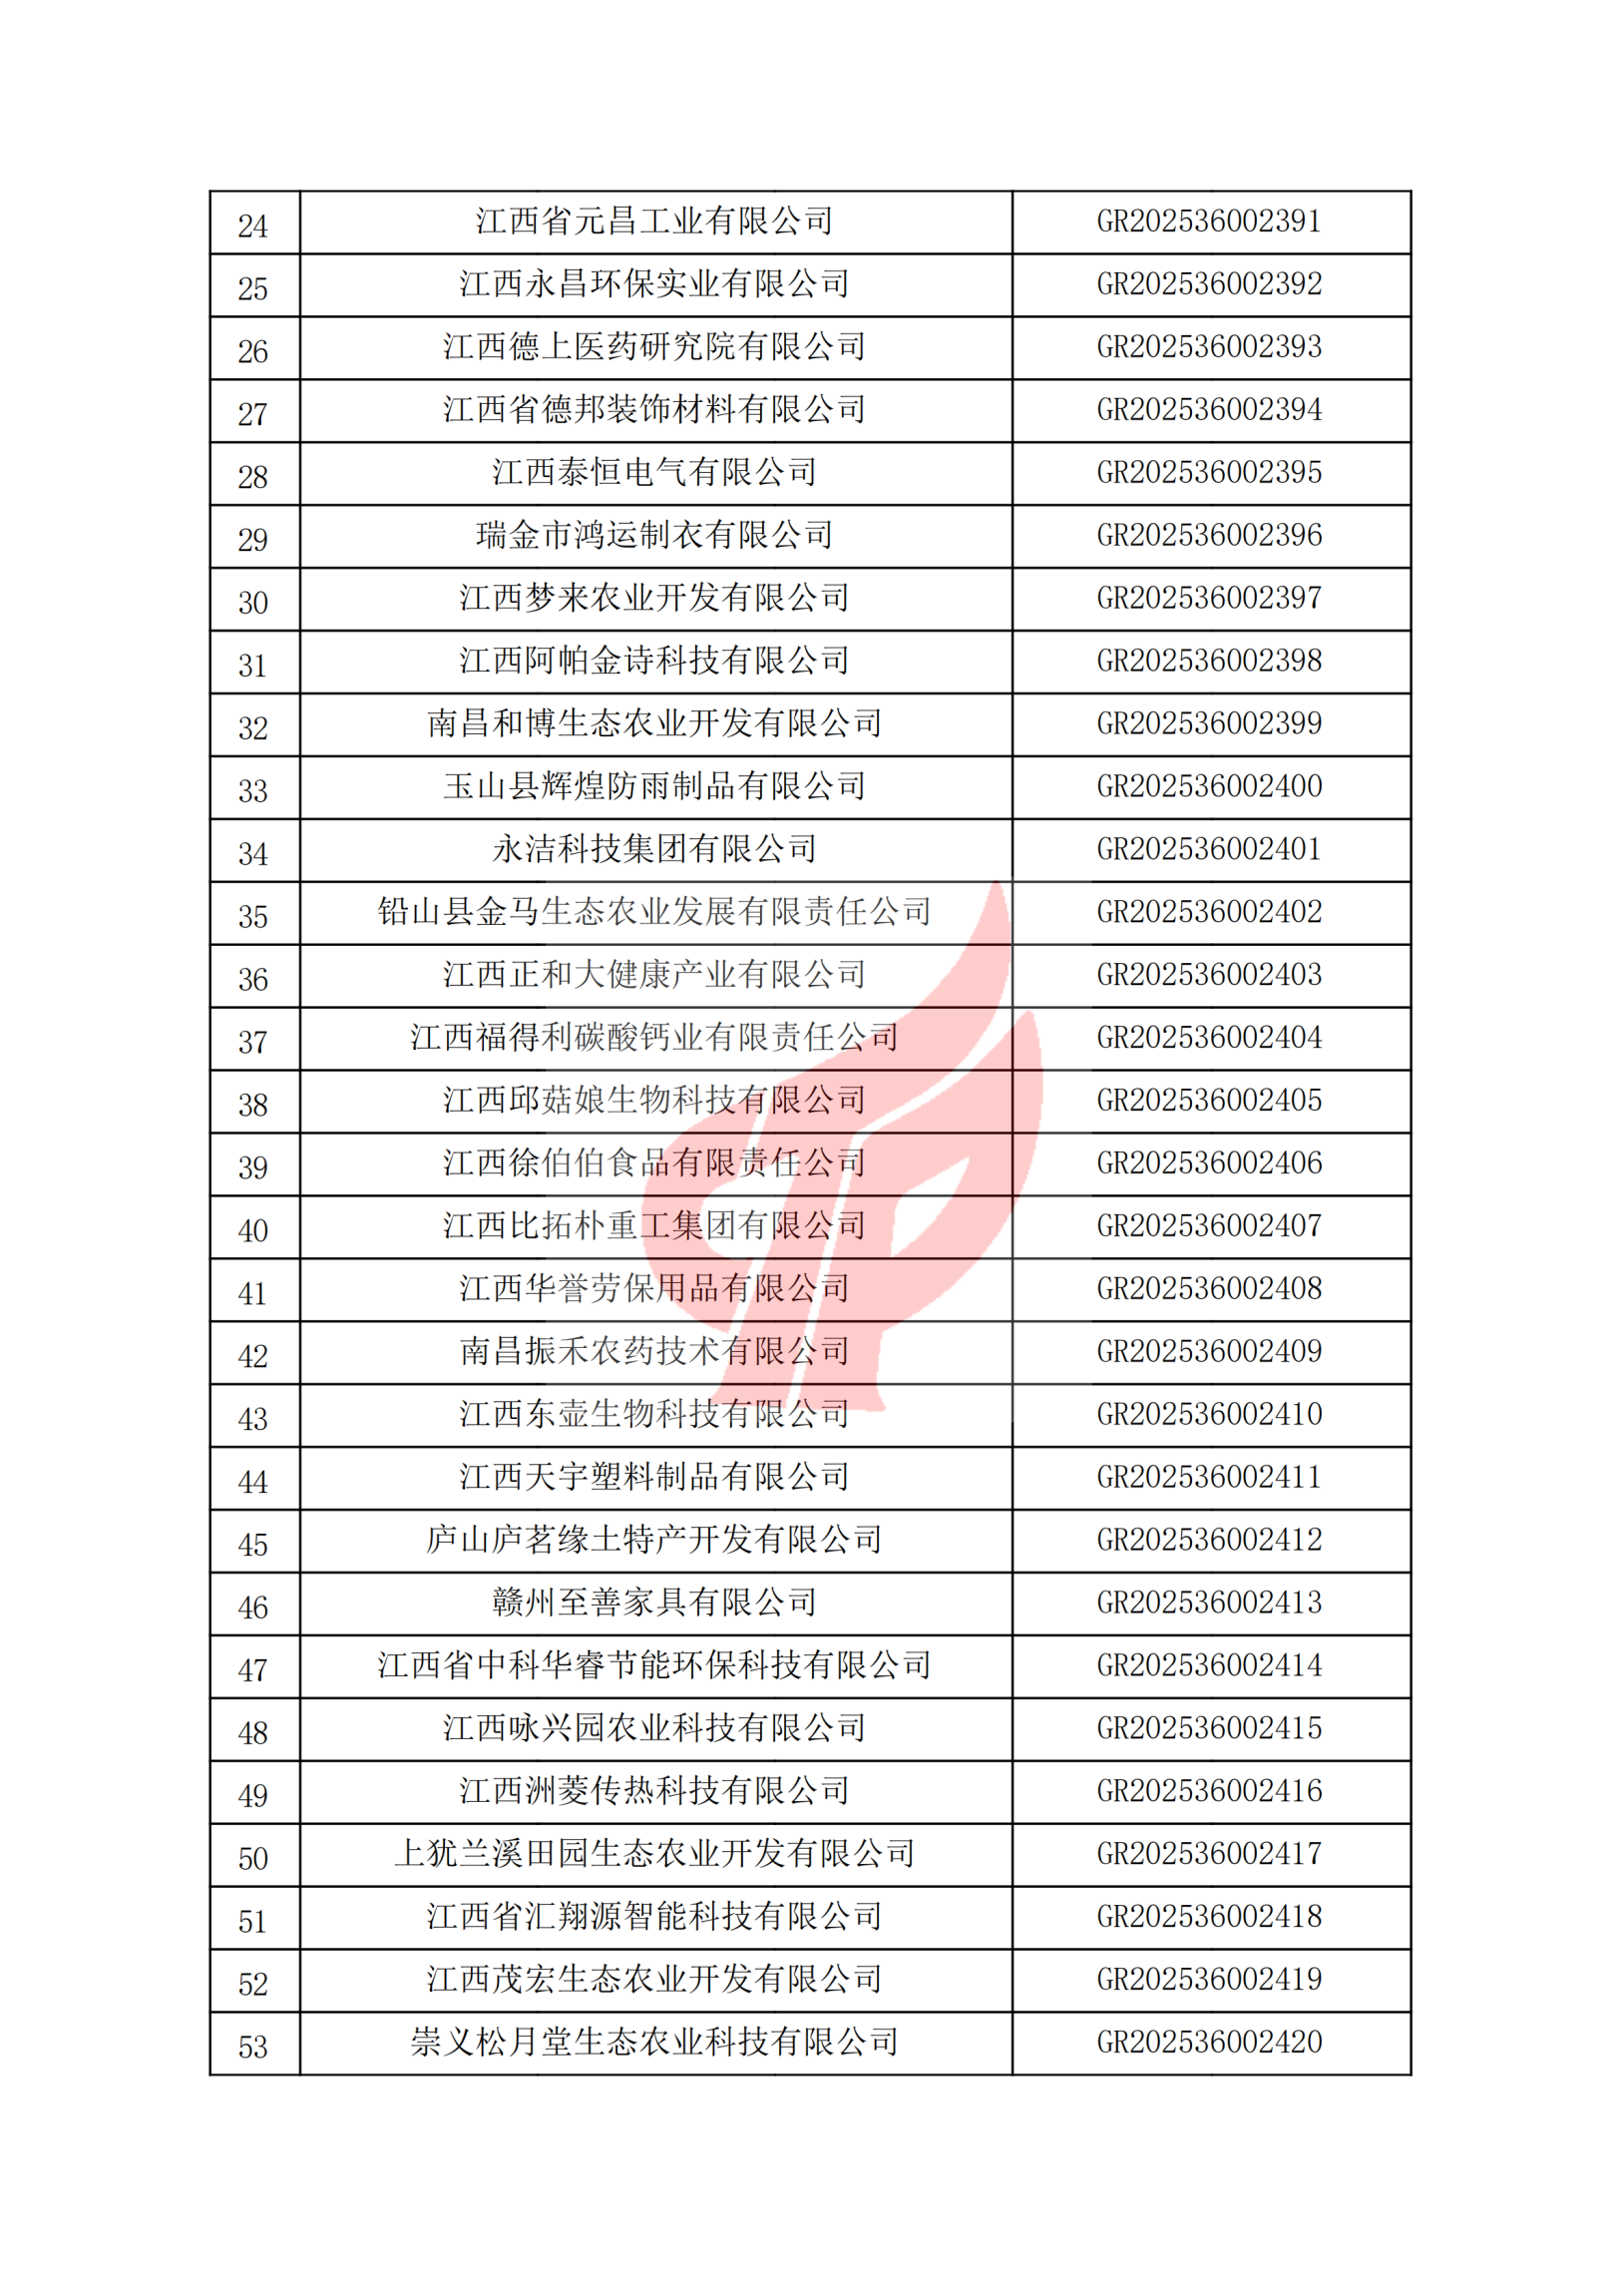 24 江西省元昌工业有限公司 GR202536002391
25 江西永昌环保实业有限公司 GR202536002392
26 江西德上医药研究院有限公司 GR202536002393
27 江西省德邦装饰材料有限公司 GR202536002394
28 江西泰恒电气有限公司 GR202536002395
29 瑞金市鸿运制衣有限公司 GR202536002396
30 江西梦来农业开发有限公司 GR202536002397
31 江西阿帕金诗科技有限公司 GR202536002398
32 南昌和博生态农业开发有限公司 GR202536002399
33 玉山县辉煌防雨制品有限公司 GR202536002400
34 永洁科技集团有限公司 GR202536002401
35 铅山县金马生态农业发展有限责任公司 GR202536002402
36 江西正和大健康产业有限公司 GR202536002403
37 江西福得利碳酸钙业有限责任公司 GR202536002404
38 江西邱菇娘生物科技有限公司 GR202536002405
39 江西徐伯伯食品有限责任公司 GR202536002406
40 江西比拓朴重工集团有限公司 GR202536002407
41 江西华誉劳保用品有限公司 GR202536002408
42 南昌振禾农药技术有限公司 GR202536002409
43 江西东壶生物科技有限公司 GR202536002410
44 江西天宇塑料制品有限公司 GR202536002411
45 庐山庐茗缘土特产开发有限公司 GR202536002412
46 赣州至善家具有限公司 GR202536002413
47 江西省中科华睿节能环保科技有限公司 GR202536002414
48 江西咏兴园农业科技有限公司 GR202536002415
49 江西洲菱传热科技有限公司 GR202536002416
50 上犹兰溪田园生态农业开发有限公司 GR202536002417
51 江西省汇翔源智能科技有限公司 GR202536002418
52 江西茂宏生态农业开发有限公司 GR202536002419
53 崇义松月堂生态农业科技有限公司 GR202536002420